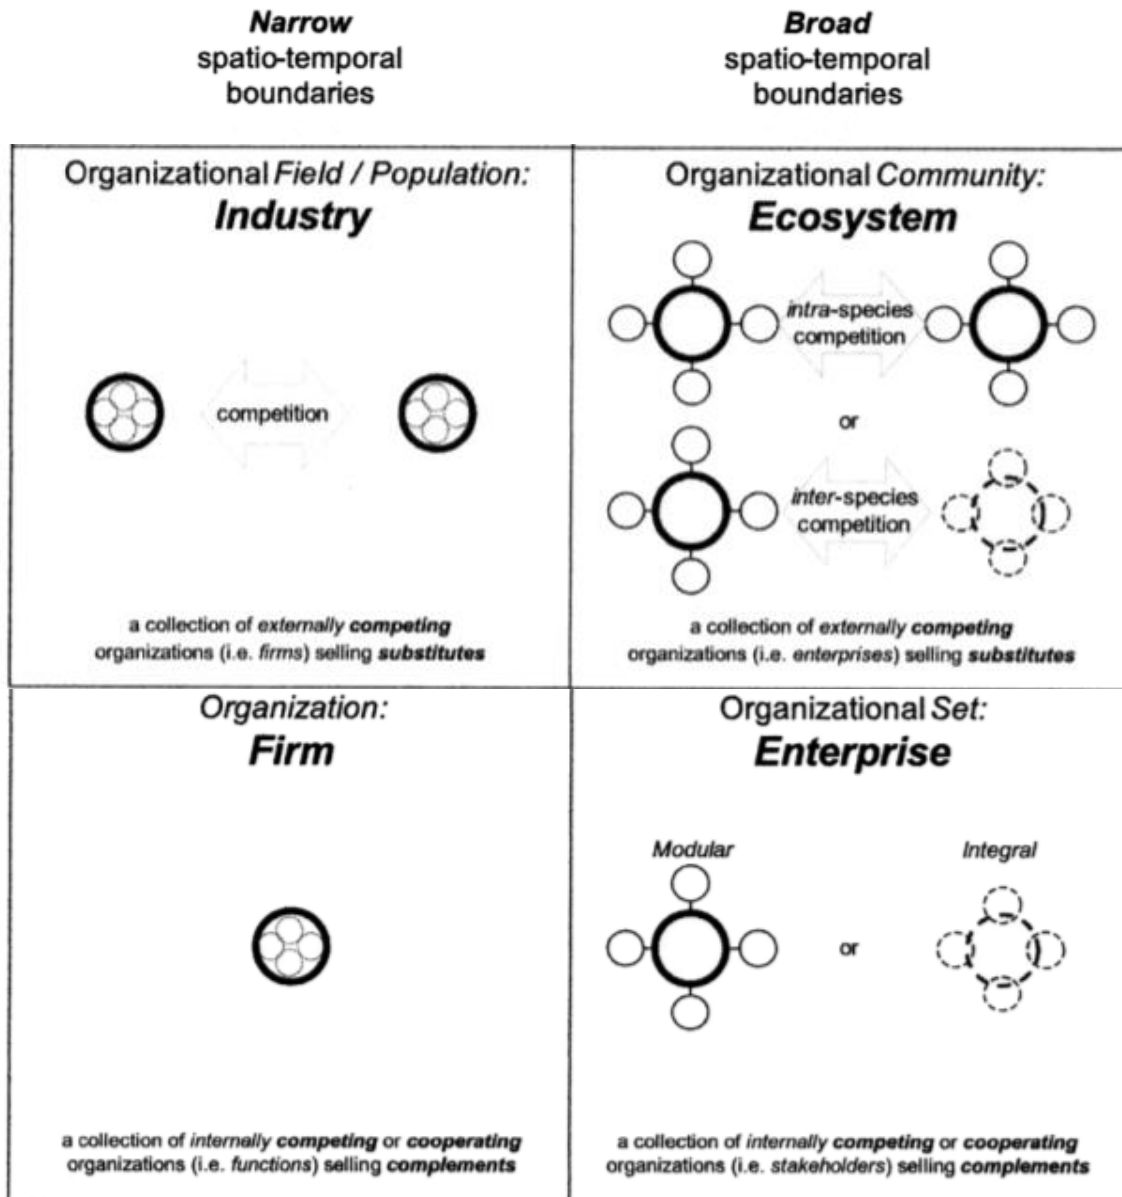 Narrow
spatio-temporal
boundaries
Broad
spatio-temporal
boundaries
Organizational Field / Population:
Industry
competition
a collection of externally competing
organizations (i.e. firms) selling substitutes
Organizational Community:
Ecosystem
intra-species
competition
or
inter-species
competition
a collection of externally competing
organizations (i.e. enterprises) selling substitutes
Organization:
Firm
a collection of internally competing or cooperating
organizations (i.e. functions) selling complements
Organizational Set:
Enterprise
Modular
or
Integral
a collection of internally competing or cooperating
organizations (i.e. stakeholders) selling complements